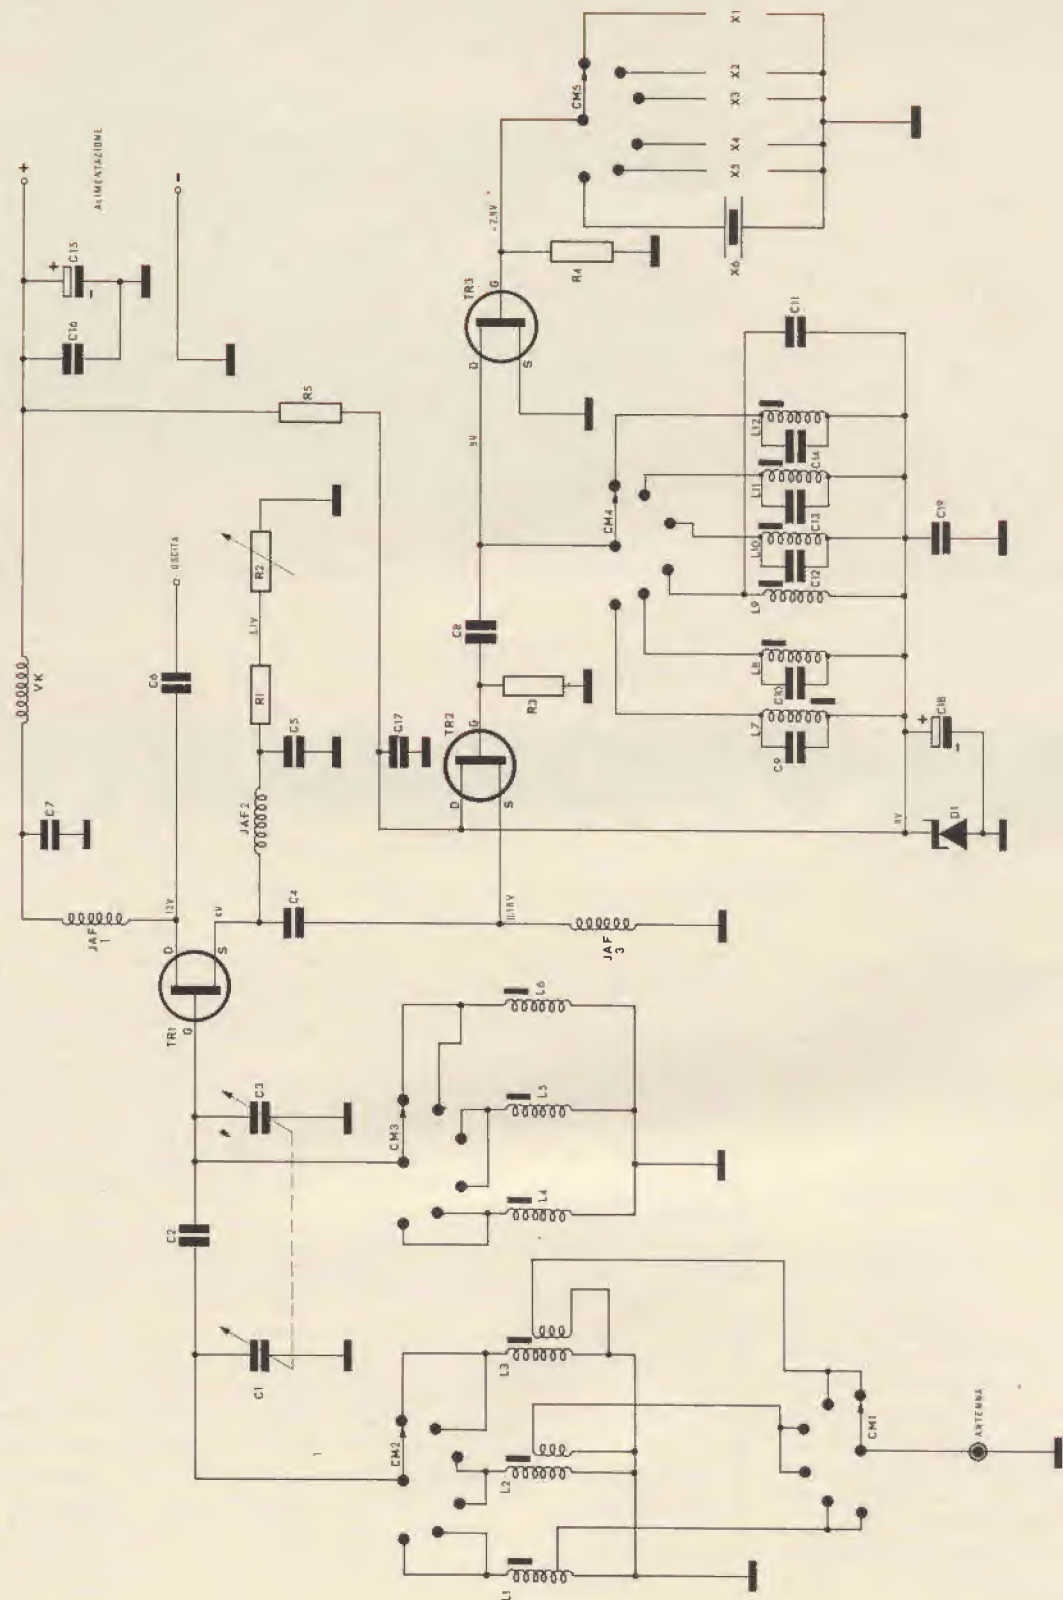 X1
X2
X3
X4
X5
X6
CM5
R4
TR3
G
D
S
ALIMENTAZIONE
+
-
+
C15
-
C16
R5
9V
CM4
C11
L12
C14
L11
C13
L10
C12
L9
L8
C10
L7
C9
C19
+
C18
-
D1
8V
USCITA
R2
R1
C6
C5
JAF2
C17
C8
R3
TR2
G
D
S
VK
C7
JAF
1
12V
D
S
G
TR1
C4
JAF
3
C3
C2
C1
CM3
L6
L5
L4
CM2
L3
L2
L1
CM1
ANTENNA